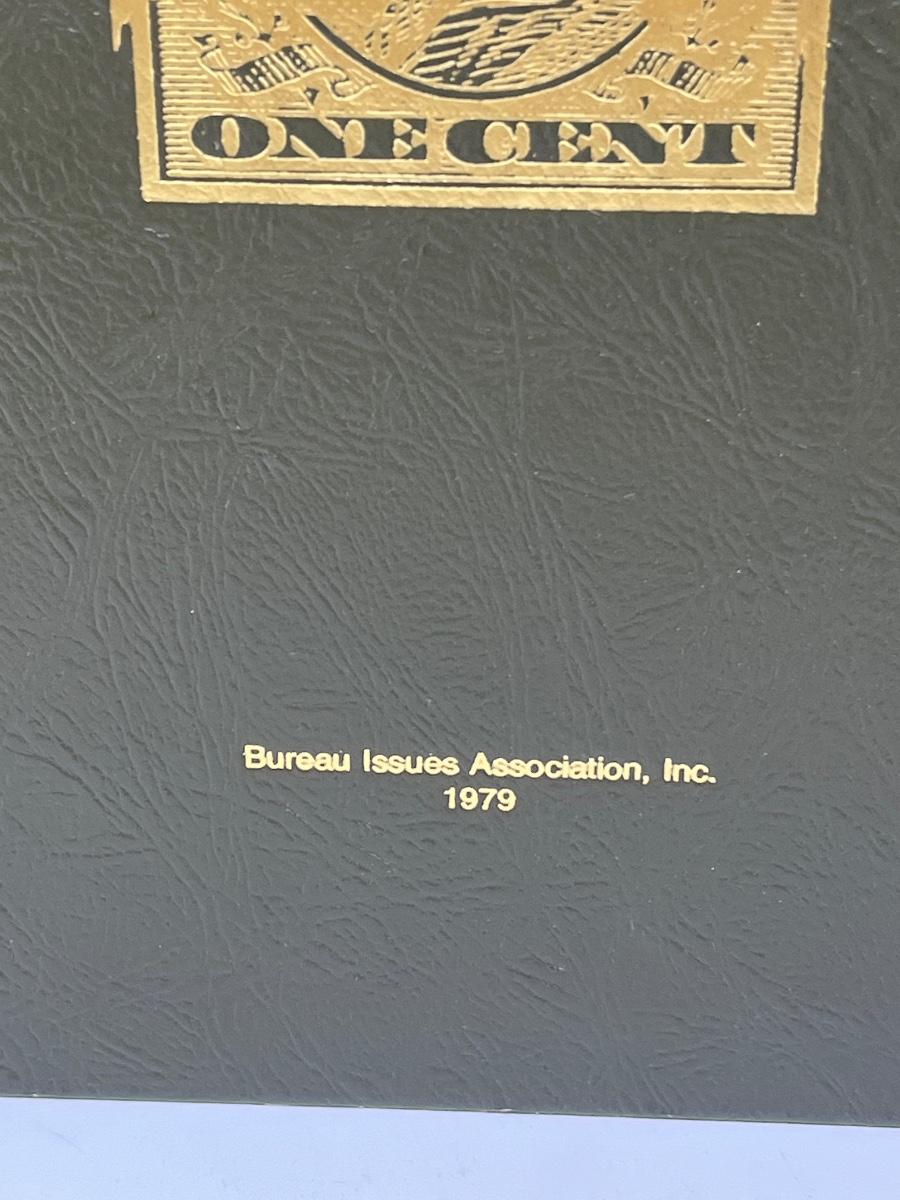 ONE CENT
Bureau Issues Association, Inc.
1979